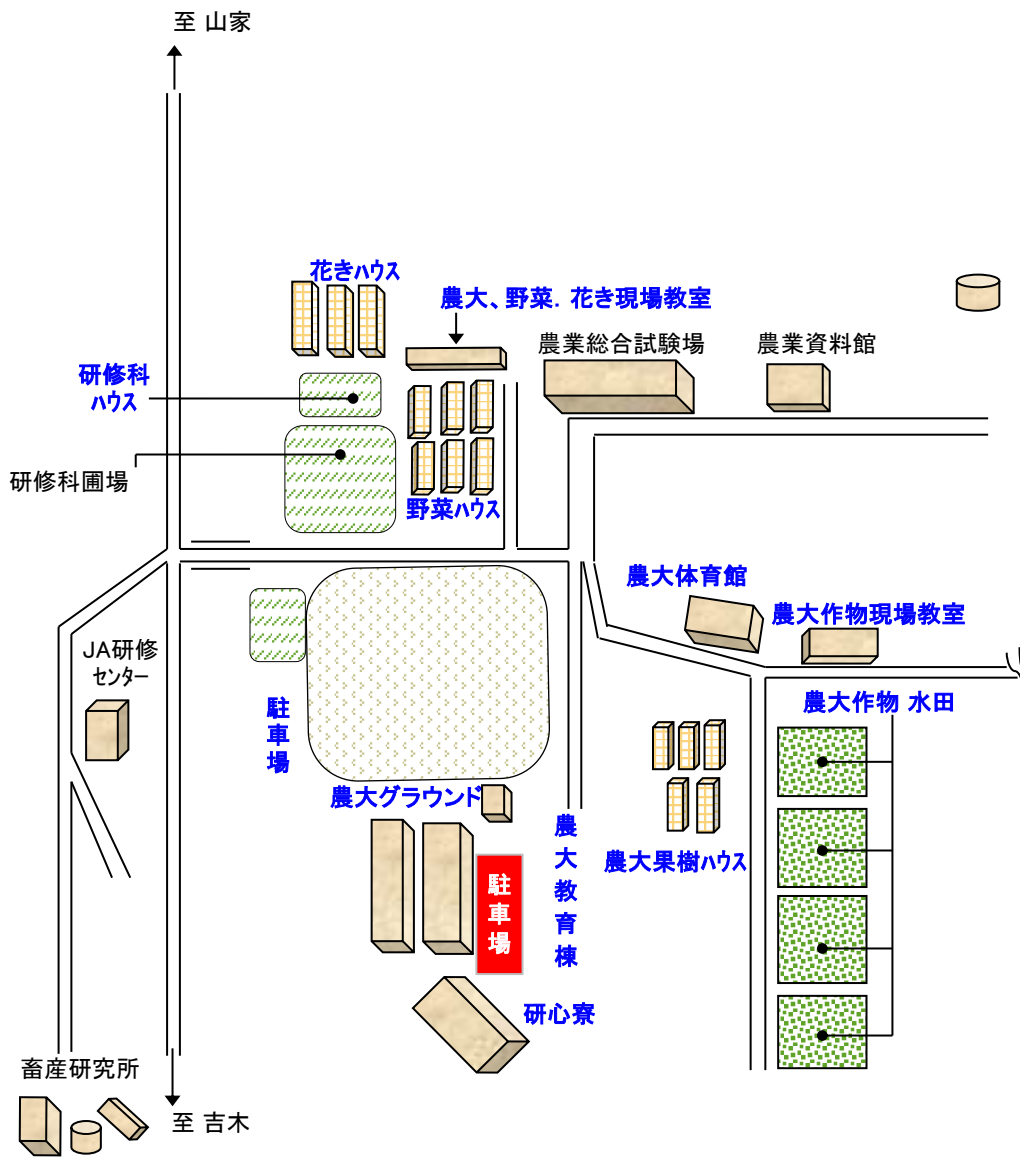 至 山家
花きハウス
農大、野菜．花き現場教室
農業総合試験場
農業資料館
研修科
ハウス
研修科圃場
野菜ハウス
農大体育館
農大作物現場教室
JA研修
センター
農大作物 水田
駐車場
農大グラウンド
農大教育棟
農大果樹ハウス
駐車場
研心寮
畜産研究所
至 吉木